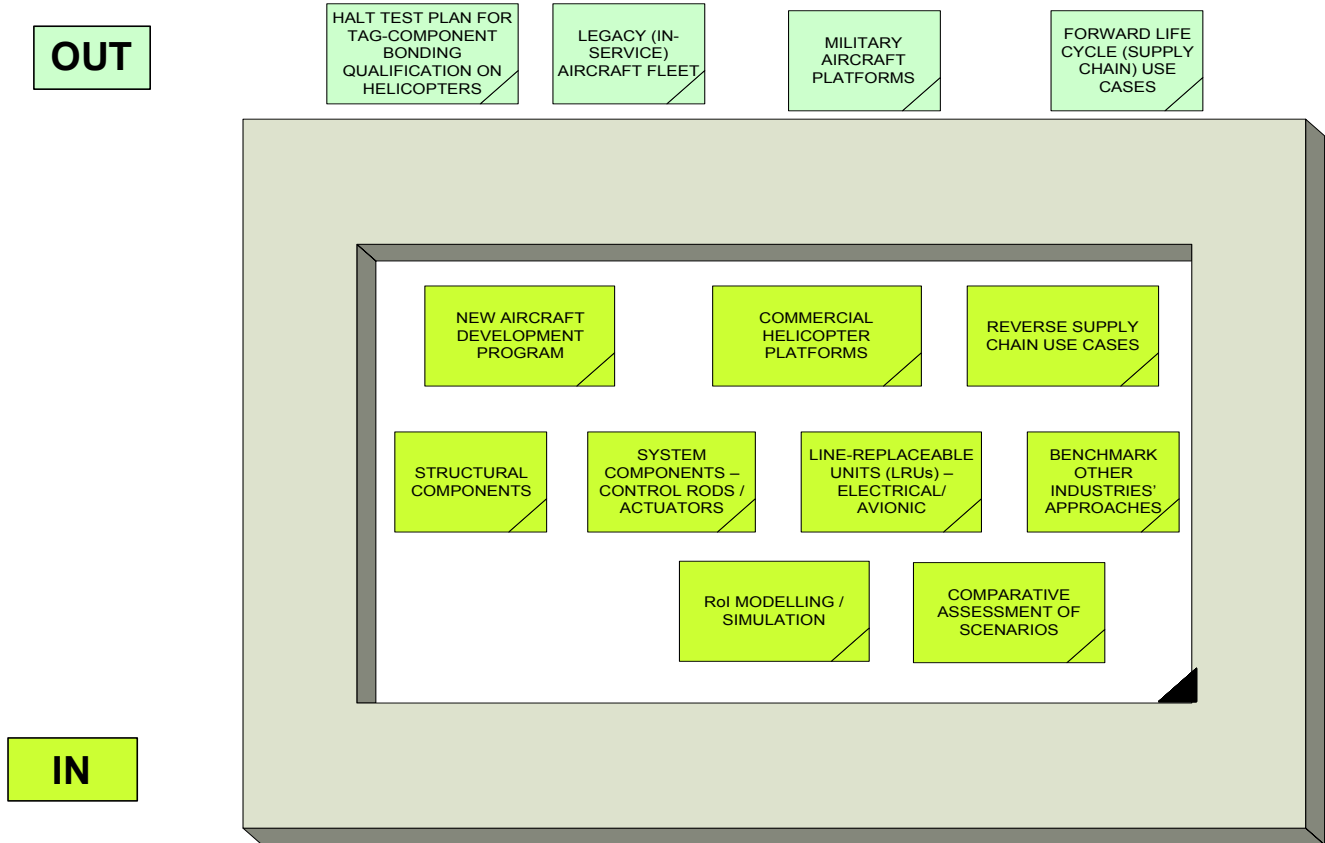 OUT
HALT TEST PLAN FOR
TAG-COMPONENT
BONDING
QUALIFICATION ON
HELICOPTERS
LEGACY (IN-
SERVICE)
AIRCRAFT FLEET
MILITARY
AIRCRAFT
PLATFORMS
FORWARD LIFE
CYCLE (SUPPLY
CHAIN) USE
CASES
NEW AIRCRAFT
DEVELOPMENT
PROGRAM
COMMERCIAL
HELICOPTER
PLATFORMS
REVERSE SUPPLY
CHAIN USE CASES
STRUCTURAL
COMPONENTS
SYSTEM
COMPONENTS –
CONTROL RODS /
ACTUATORS
LINE-REPLACEABLE
UNITS (LRUs) –
ELECTRICAL/
AVIONIC
BENCHMARK
OTHER
INDUSTRIES’
APPROACHES
RoI MODELLING /
SIMULATION
COMPARATIVE
ASSESSMENT OF
SCENARIOS
IN